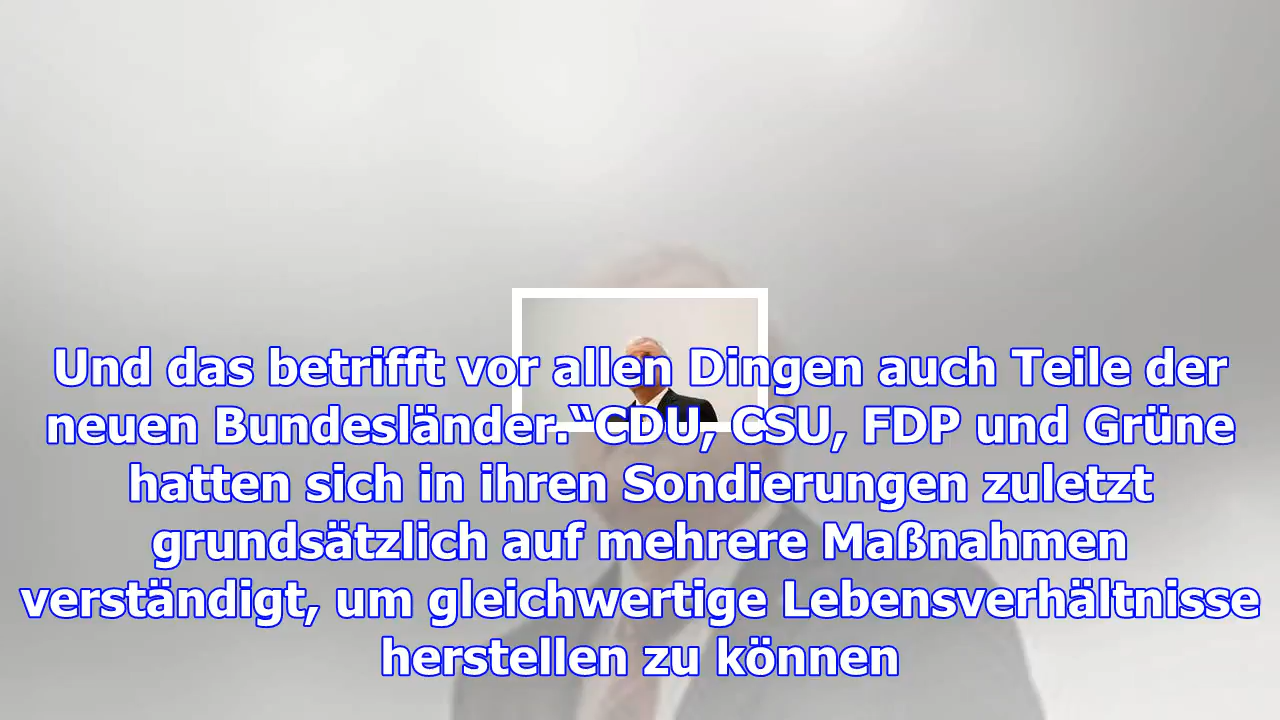 Und das betrifft vor allen Dingen auch Teile der
neuen Bundesländer.“CDU, CSU, FDP und Grüne
hatten sich in ihren Sondierungen zuletzt
grundsätzlich auf mehrere Maßnahmen
verständigt, um gleichwertige Lebensverhältnisse
herstellen zu können